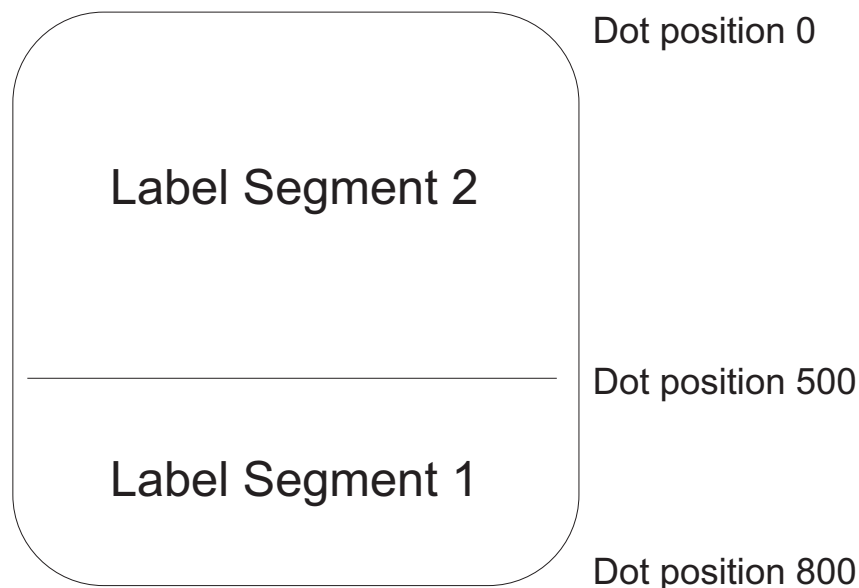 Dot position 0
Label Segment 2
Dot position 500
Label Segment 1
Dot position 800